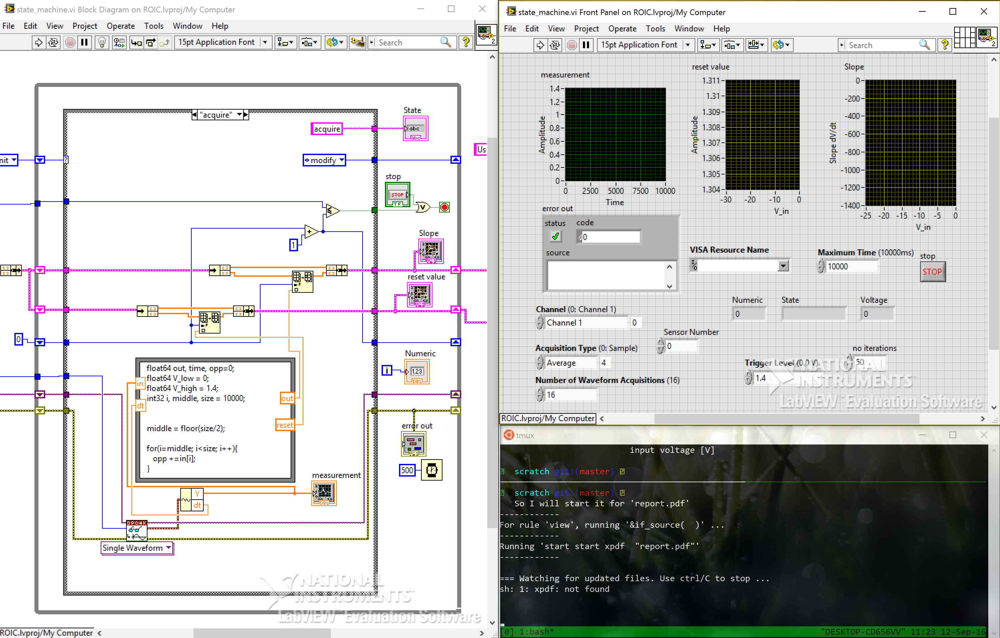 state_machine.vi Block Diagram on ROIC.lvproj/My Computer
File Edit View Project Operate Tools Window Help
15pt Application Font
Search
2
"acquire"
State
acquire
abc
abc
Us
nit
modify
stop
STOP
TF
1
Slope
reset value
0
Numeric
i
1.23
DBL
float64 out, time, opp=0;
float64 V_low = 0;
float64 V_high = 1.4;
int32 i, middle, size = 10000;
middle = floor(size/2);
for(i=middle; i<size; i++){
opp +=in[i];
}
in
dt
out
reset
error out
500
measurement
DBL
Y
dt
DPO4K
Single Waveform
NATIONAL
INSTRUMENTS™
LabVIEW™ Evaluation Software
ROIC.lvproj/My Computer
state_machine.vi Front Panel on ROIC.lvproj/My Computer
File Edit View Project Operate Tools Window Help
15pt Application Font
Search
2
measurement
Amplitude
1.4
1.2
1
0.8
0.6
0.4
0.2
0
0 2500 5000 7500 10000
Time
reset value
Amplitude
1.311
1.31
1.309
1.308
1.307
1.306
1.305
1.304
-30 -20 -10 0
V_in
Slope
Slope dV/dt
0
-200
-400
-600
-800
-1000
-1200
-1400
-25 -20 -15 -10 -5 0
V_in
error out
status code
d0
source
VISA Resource Name
I/O
Maximum Time (10000ms)
10000
stop
STOP
Numeric State Voltage
0 0
Channel (0: Channel 1)
Channel 1 0
Sensor Number
0
Acquisition Type (0: Sample)
Average 4
no iterations
50
Trigger Level (0.0 V)
1.4
Number of Waveform Acquisitions (16)
16
NATIONAL
INSTRUMENTS™
LabVIEW™ Evaluation Software
ROIC.lvproj/My Computer
tmux
input voltage [V]
scratch git:(master)
scratch git:(master)
So I will start it for 'report.pdf'
------------
For rule 'view', running '&if_source(  )' ...
------------
Running 'start start xpdf  "report.pdf"'
------------
=== Watching for updated files. Use ctrl/C to stop ...
sh: 1: xpdf: not found
[0] 1:bash* "DESKTOP-CD656VV" 11:23 12-Sep-16